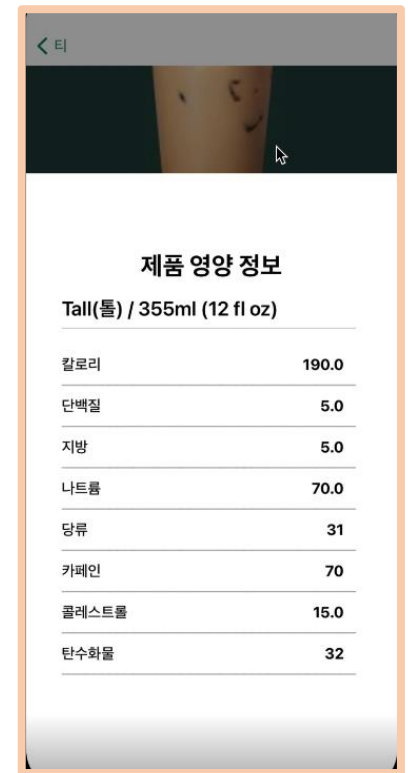 티
제품 영양 정보
Tall(톨) / 355ml (12 fl oz)
칼로리 190.0
단백질 5.0
지방 5.0
나트륨 70.0
당류 31
카페인 70
콜레스트롤 15.0
탄수화물 32